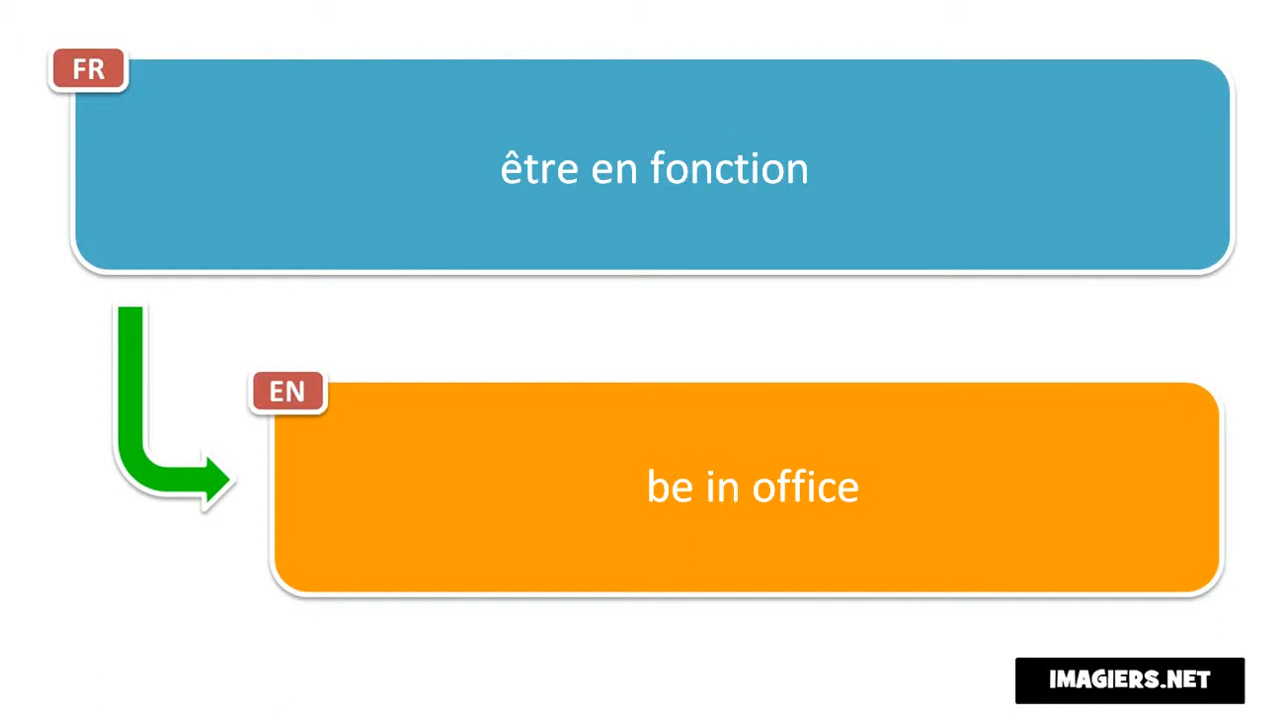 FR
être en fonction
EN
be in office
IMAGIERS.NET